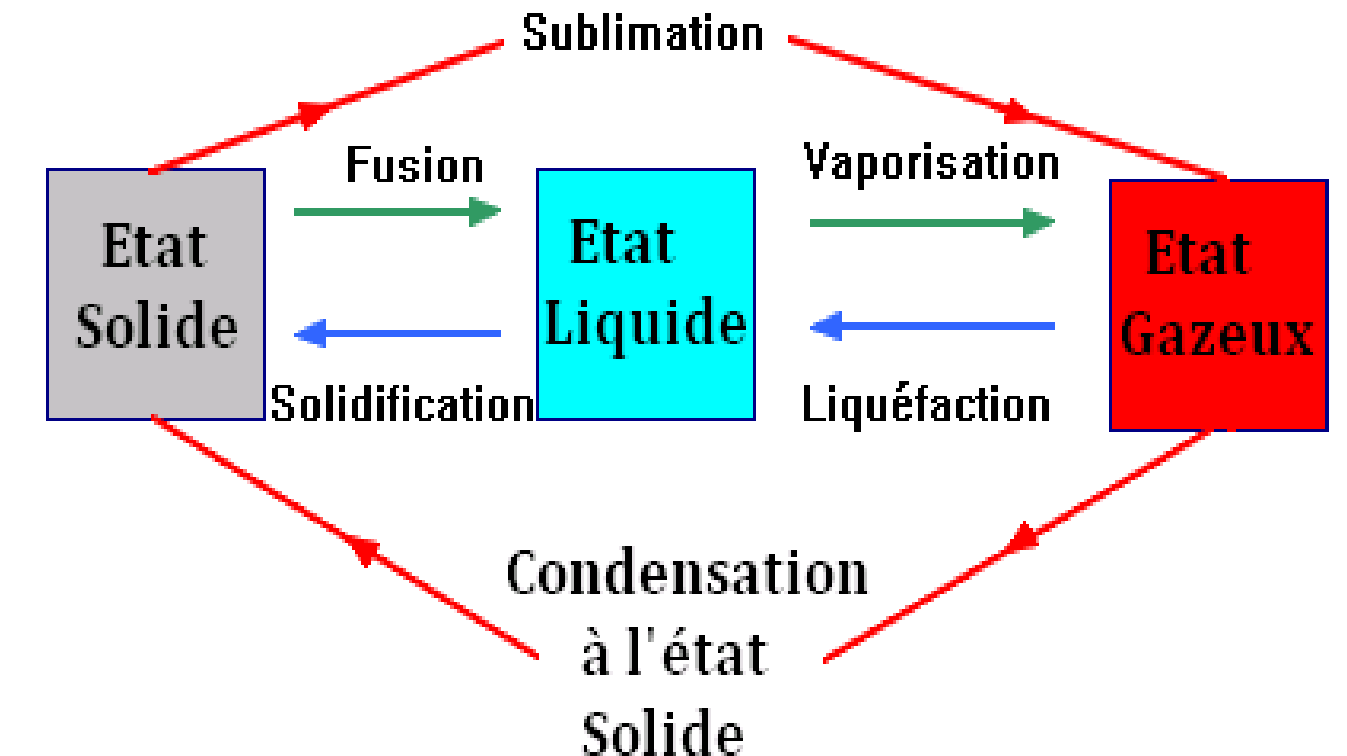 Sublimation
Fusion
Vaporisation
Etat
Solide
Etat
Liquide
Etat
Gazeux
Solidification
Liquéfaction
Condensation
à l'état
Solide